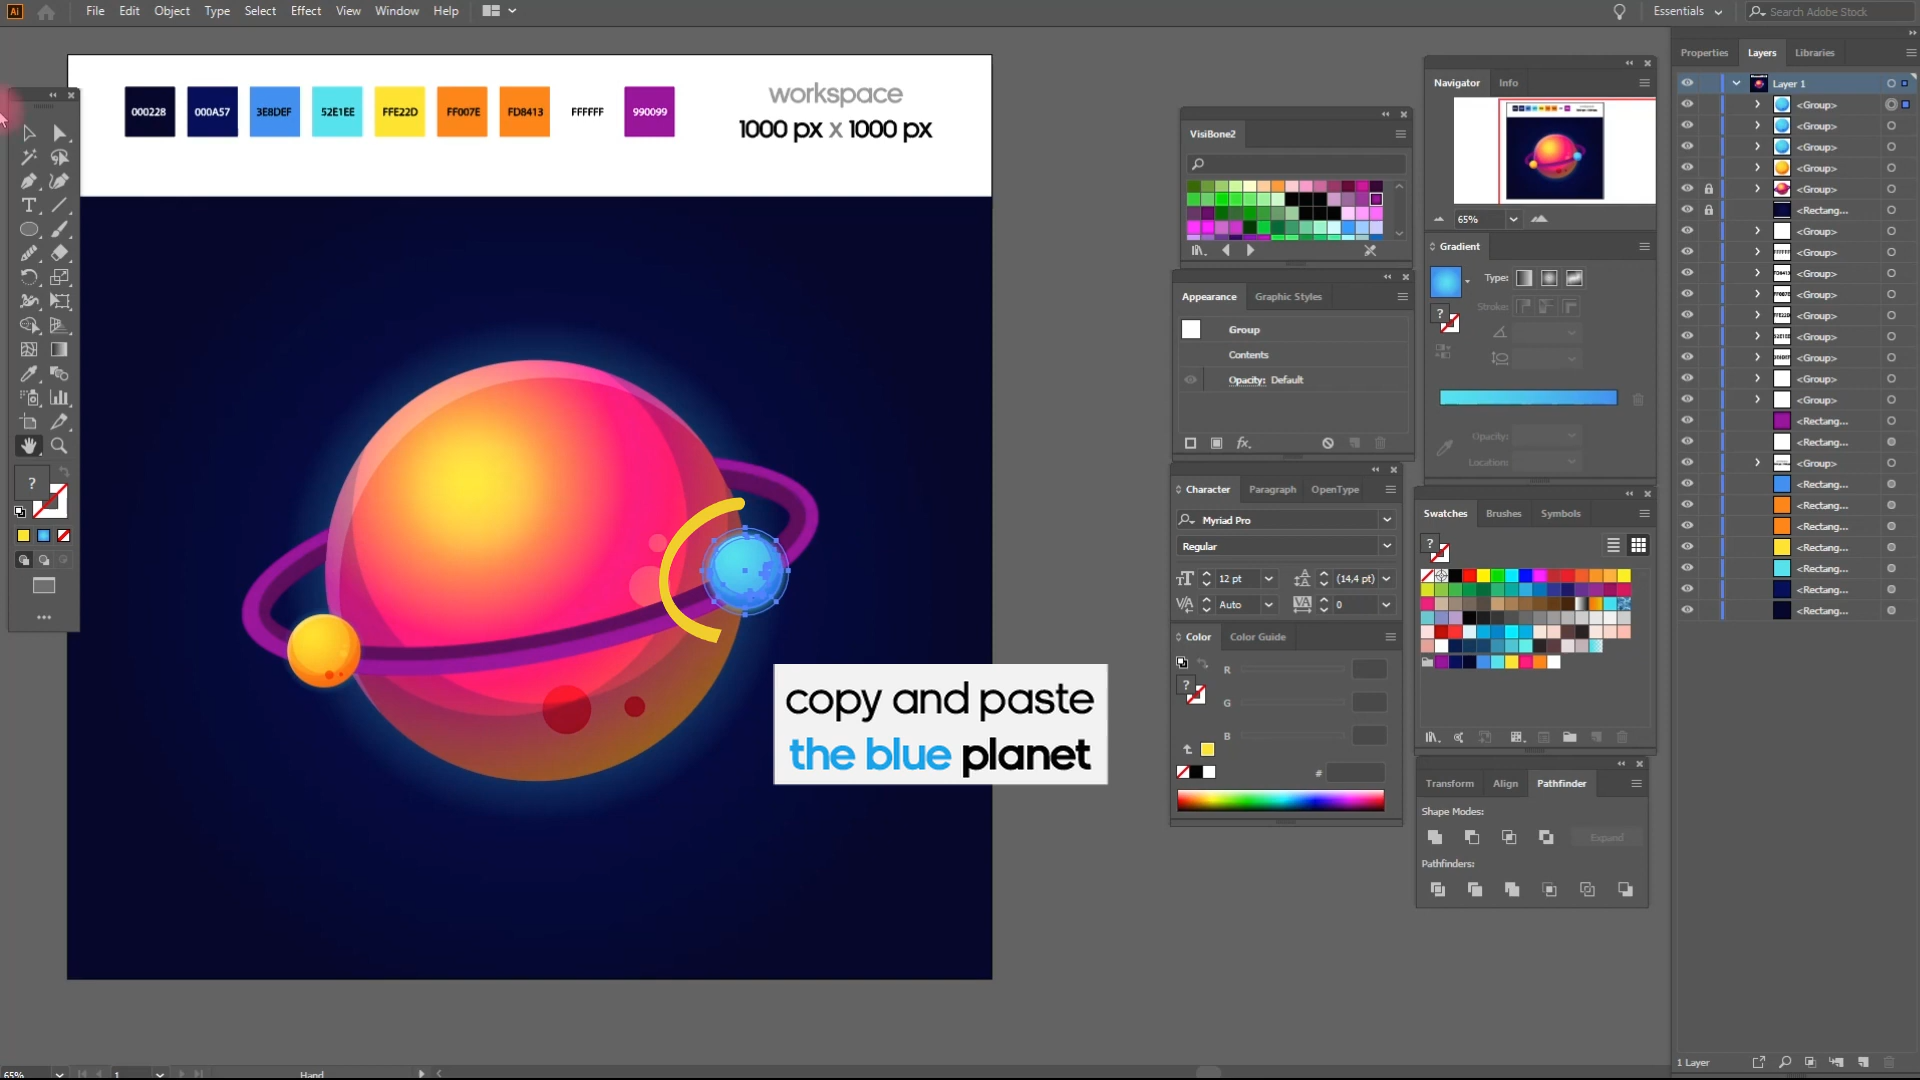 Ai File Edit Object Type Select Effect View Window Help
Essentials Search Adobe Stock
000228 000A57 3E8DEF 52E1EE FFE22D FF007E FD8413 FFFFFF 990099
workspace
1000 px x 1000 px
copy and paste
the blue planet
VisiBone2
Appearance Graphic Styles
Group
Contents
Opacity: Default
fx
Character Paragraph OpenType
Myriad Pro
Regular
12 pt (14,4 pt)
Auto 0
Color Color Guide
?
R
G
B
#
Navigator Info
65%
Gradient
Type:
Stroke:
?
Opacity:
Location:
Swatches Brushes Symbols
?
Transform Align Pathfinder
Shape Modes:
Expand
Pathfinders:
Properties Layers Libraries
Layer 1
<Group>
<Group>
<Group>
<Group>
<Group>
<Rectang...
<Group>
<Group>
<Group>
<Group>
<Group>
<Group>
<Group>
<Group>
<Group>
<Rectang...
<Rectang...
<Group>
<Rectang...
<Rectang...
<Rectang...
<Rectang...
<Rectang...
<Rectang...
<Rectang...
1 Layer
?
65% 1 Hand